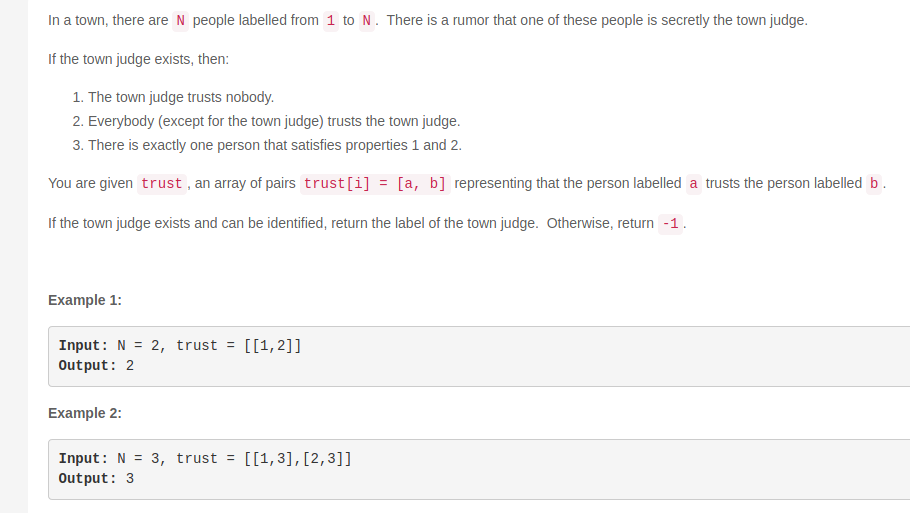 In a town, there are N people labelled from 1 to N. There is a rumor that one of these people is secretly the town judge.
If the town judge exists, then:
1. The town judge trusts nobody.
2. Everybody (except for the town judge) trusts the town judge.
3. There is exactly one person that satisfies properties 1 and 2.
You are given trust, an array of pairs trust[i] = [a, b] representing that the person labelled a trusts the person labelled b.
If the town judge exists and can be identified, return the label of the town judge. Otherwise, return -1.
Example 1:
Input: N = 2, trust = [[1,2]]
Output: 2
Example 2:
Input: N = 3, trust = [[1,3],[2,3]]
Output: 3